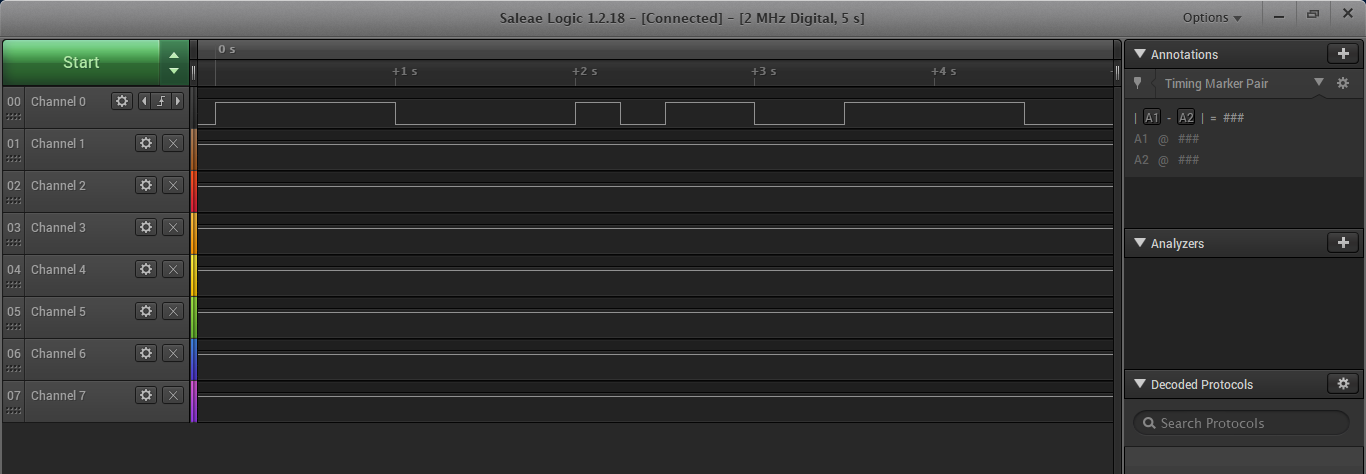 Saleae Logic 1.2.18 - [Connected] - [2 MHz Digital, 5 s]
Options
Start
0 s
+1 s
+2 s
+3 s
+4 s
Annotations
Timing Marker Pair
| A1 - A2 | = ###
A1 @ ###
A2 @ ###
00 Channel 0
01 Channel 1
02 Channel 2
03 Channel 3
04 Channel 4
05 Channel 5
06 Channel 6
07 Channel 7
Analyzers
Decoded Protocols
Search Protocols